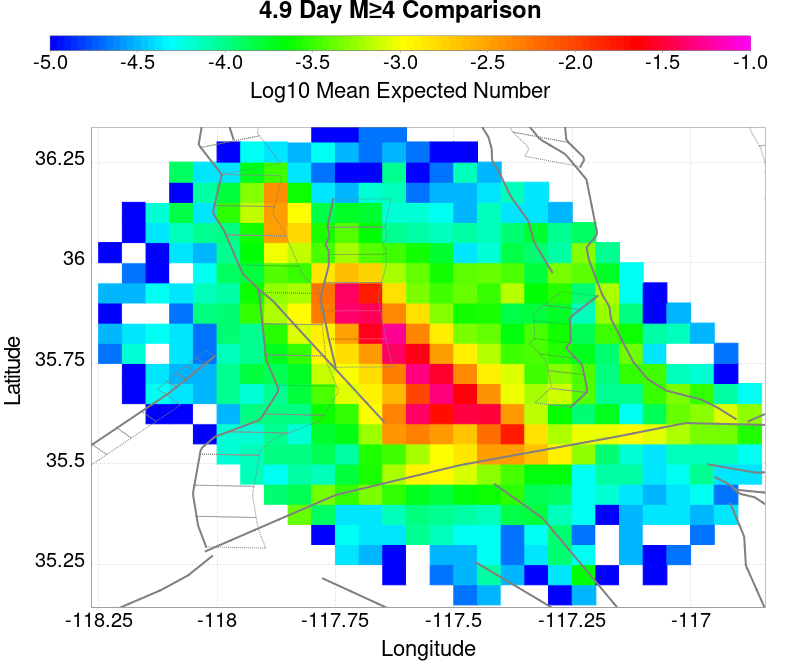 4.9 Day M≥4 Comparison
-5.0 -4.5 -4.0 -3.5 -3.0 -2.5 -2.0 -1.5 -1.0
Log10 Mean Expected Number
36.25
36
35.75
35.5
35.25
Latitude
-118.25 -118 -117.75 -117.5 -117.25 -117
Longitude